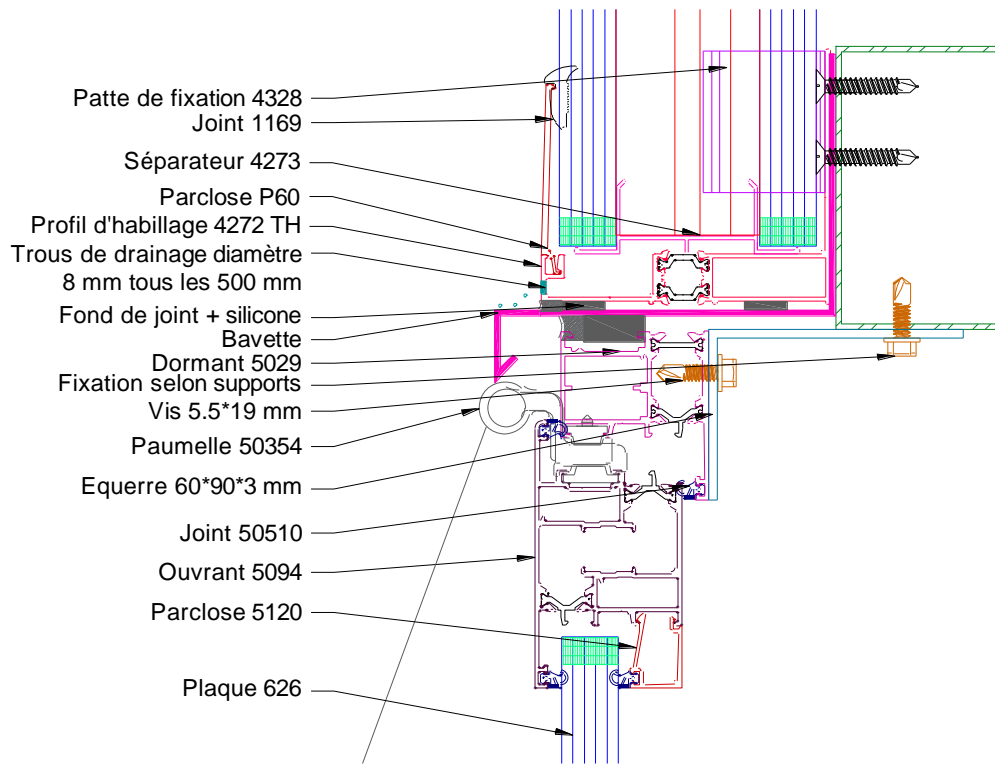 Patte de fixation 4328
Joint 1169
Séparateur 4273
Parclose P60
Profil d'habillage 4272 TH
Trous de drainage diamètre
8 mm tous les 500 mm
Fond de joint + silicone
Bavette
Dormant 5029
Fixation selon supports
Vis 5.5*19 mm
Paumelle 50354
Equerre 60*90*3 mm
Joint 50510
Ouvrant 5094
Parclose 5120
Plaque 626